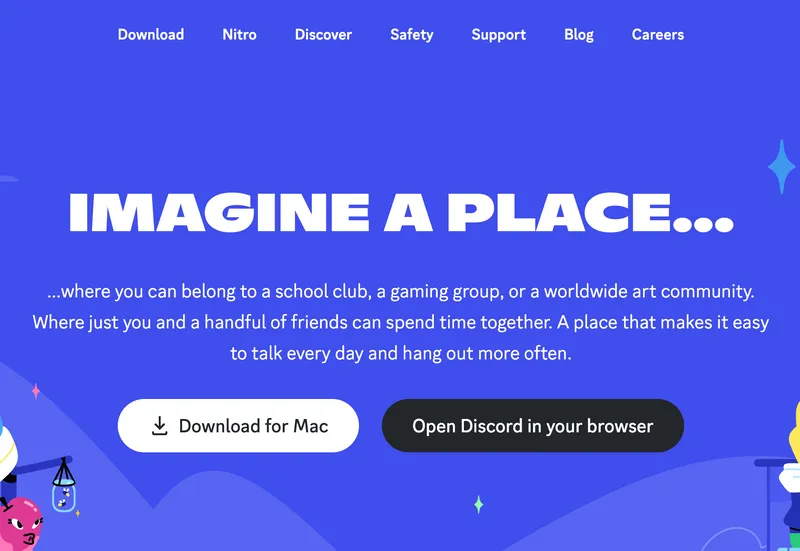 Download Nitro Discover Safety Support Blog Careers
IMAGINE A PLACE...
...where you can belong to a school club, a gaming group, or a worldwide art community.
Where just you and a handful of friends can spend time together. A place that makes it easy
to talk every day and hang out more often.
Download for Mac Open Discord in your browser